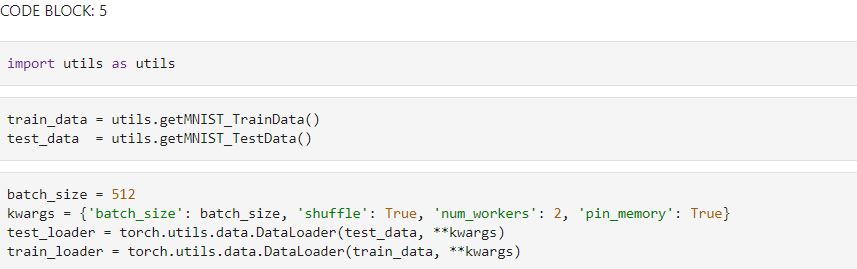 CODE BLOCK: 5
import utils as utils
train_data = utils.getMNIST_TrainData()
test_data  = utils.getMNIST_TestData()
batch_size = 512
kwargs = {'batch_size': batch_size, 'shuffle': True, 'num_workers': 2, 'pin_memory': True}
test_loader = torch.utils.data.DataLoader(test_data, **kwargs)
train_loader = torch.utils.data.DataLoader(train_data, **kwargs)